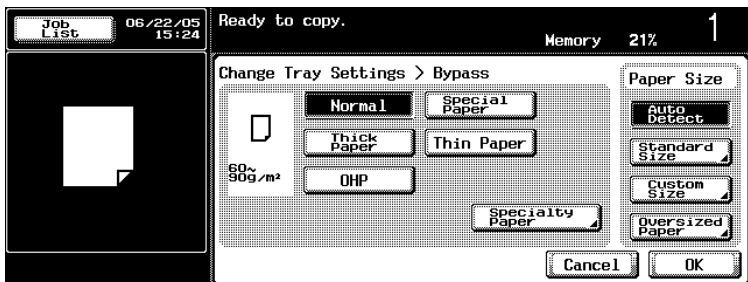 Job
List
06/22/05
15:24
Ready to copy.
Memory 21%
1
Change Tray Settings > Bypass
Normal
Special
Paper
Thick
Paper
Thin Paper
OHP
60~
90g/m²
Specialty
Paper
Paper Size
Auto
Detect
Standard
Size
Custom
Size
Oversized
Paper
Cancel
OK